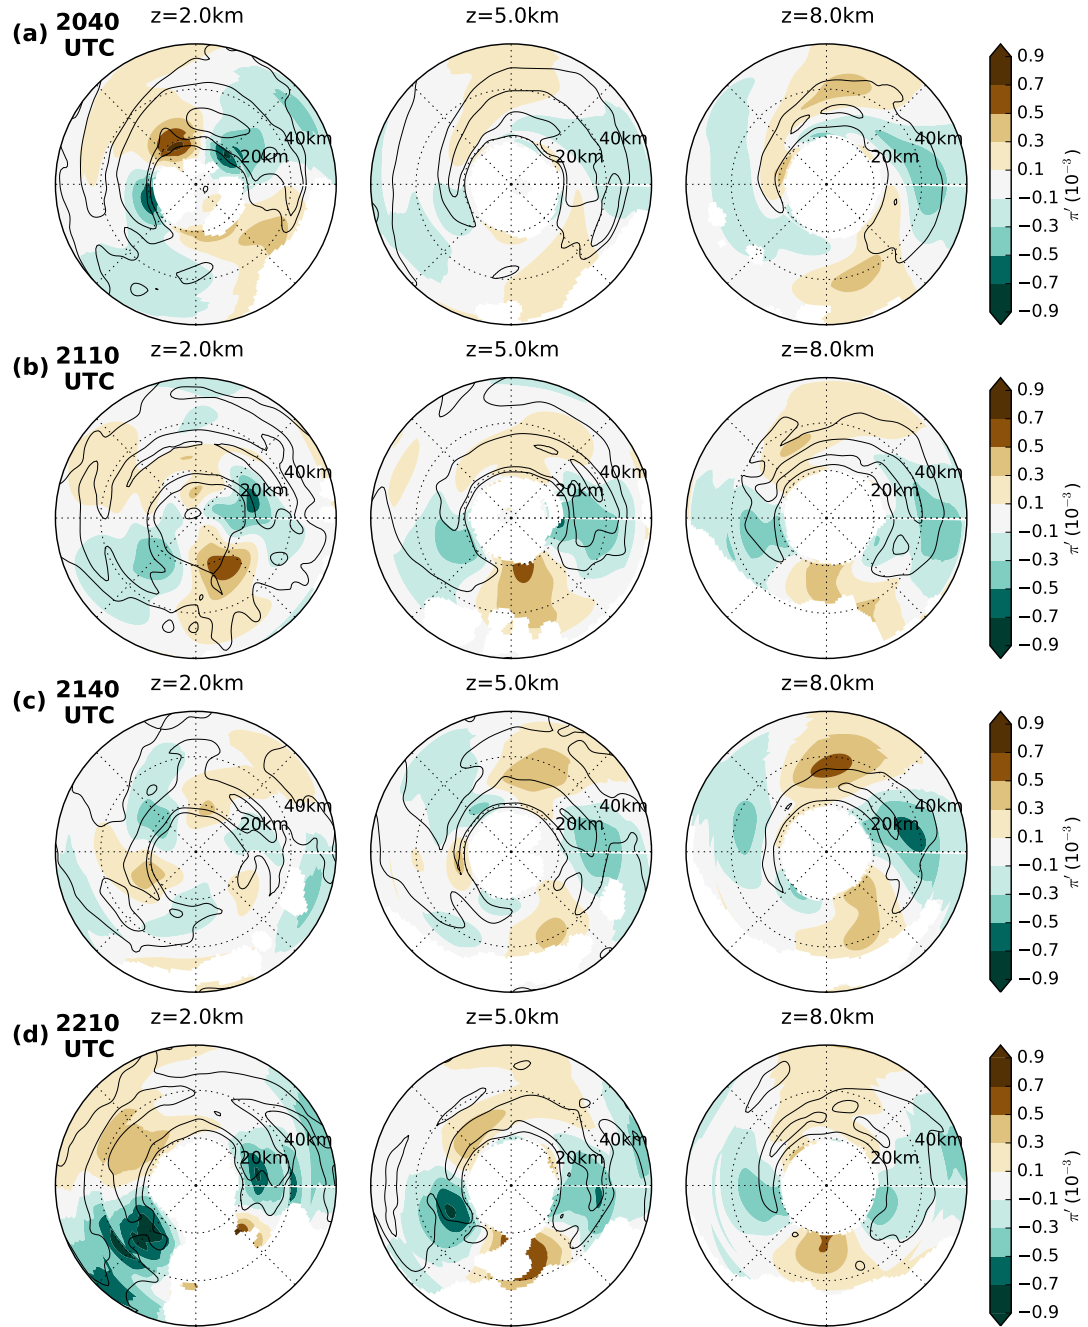 (a) 2040 UTC
z=2.0km z=5.0km z=8.0km
40km 40km 40km
20km 20km 20km
0.9
0.7
0.5
0.3
0.1
−0.1
−0.3
−0.5
−0.7
−0.9
π′ (10⁻³)
(b) 2110 UTC
z=2.0km z=5.0km z=8.0km
40km 40km 40km
20km 20km 20km
0.9
0.7
0.5
0.3
0.1
−0.1
−0.3
−0.5
−0.7
−0.9
π′ (10⁻³)
(c) 2140 UTC
z=2.0km z=5.0km z=8.0km
40km 40km 40km
20km 20km 20km
0.9
0.7
0.5
0.3
0.1
−0.1
−0.3
−0.5
−0.7
−0.9
π′ (10⁻³)
(d) 2210 UTC
z=2.0km z=5.0km z=8.0km
40km 40km 40km
20km 20km 20km
0.9
0.7
0.5
0.3
0.1
−0.1
−0.3
−0.5
−0.7
−0.9
π′ (10⁻³)